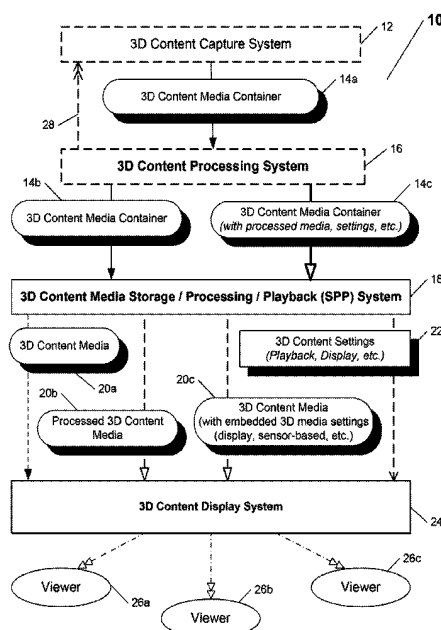 10
3D Content Capture System
12
3D Content Media Container
14a
28
3D Content Processing System
16
14b
14c
3D Content Media Container
3D Content Media Container
(with processed media, settings, etc.)
3D Content Media Storage / Processing / Playback (SPP) System
18
3D Content Media
20a
3D Content Settings
(Playback, Display, etc.)
22
20b
Processed 3D Content
Media
20c
3D Content Media
(with embedded 3D media settings
(display, sensor-based, etc.)
3D Content Display System
24
Viewer
26a
Viewer
26b
Viewer
26c